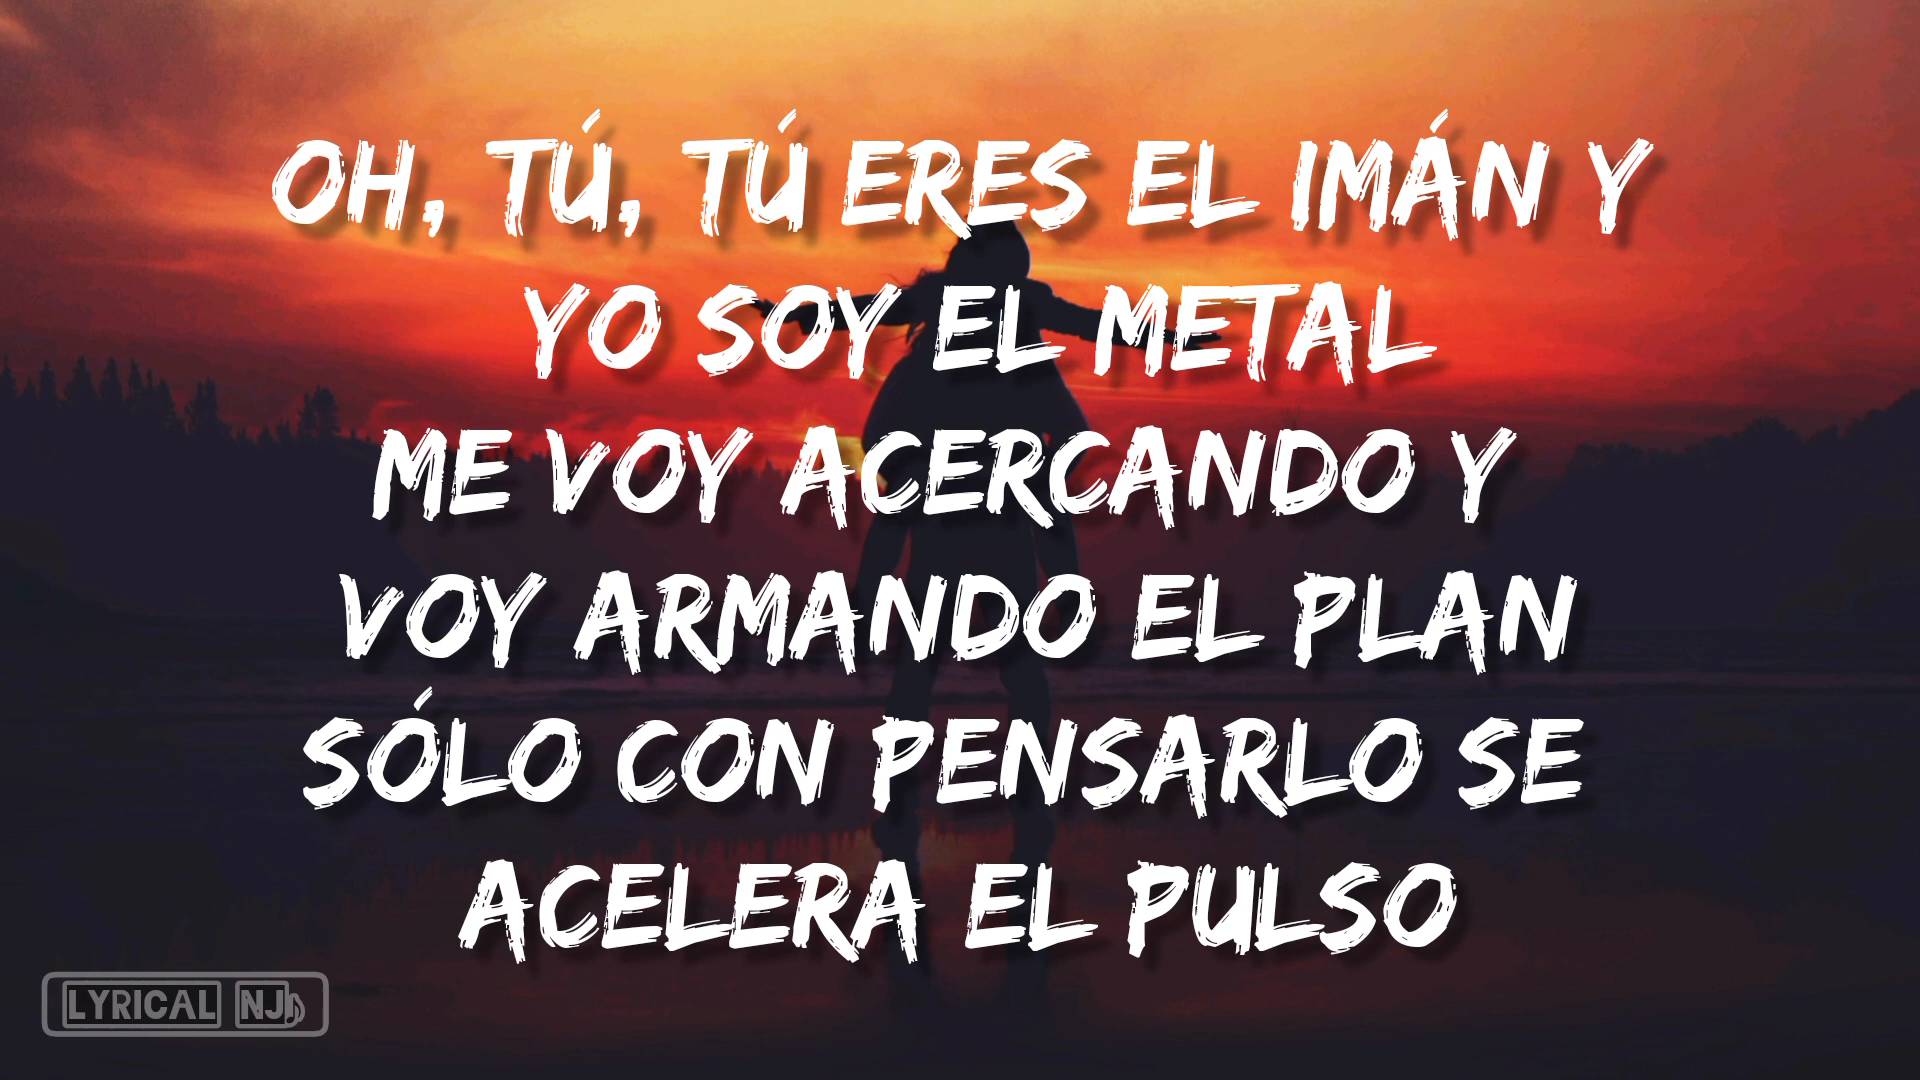 OH, TÚ, TÚ ERES EL IMÁN Y
YO SOY EL METAL
ME VOY ACERCANDO Y
VOY ARMANDO EL PLAN
SÓLO CON PENSARLO SE
ACELERA EL PULSO
LYRICAL NJ